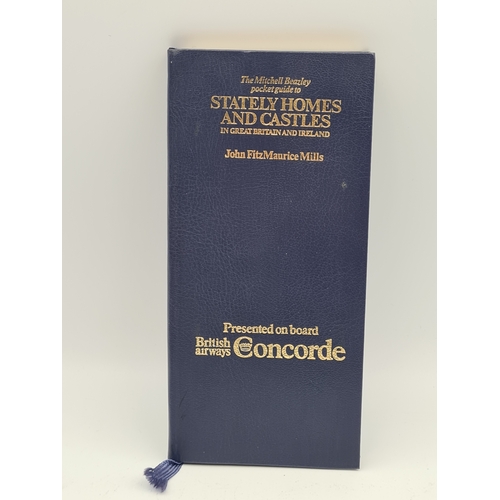 The Mitchell Beazley
pocket guide to
STATELY HOMES
AND CASTLES
IN GREAT BRITAIN AND IRELAND
John FitzMaurice Mills
Presented on board
British airways Concorde